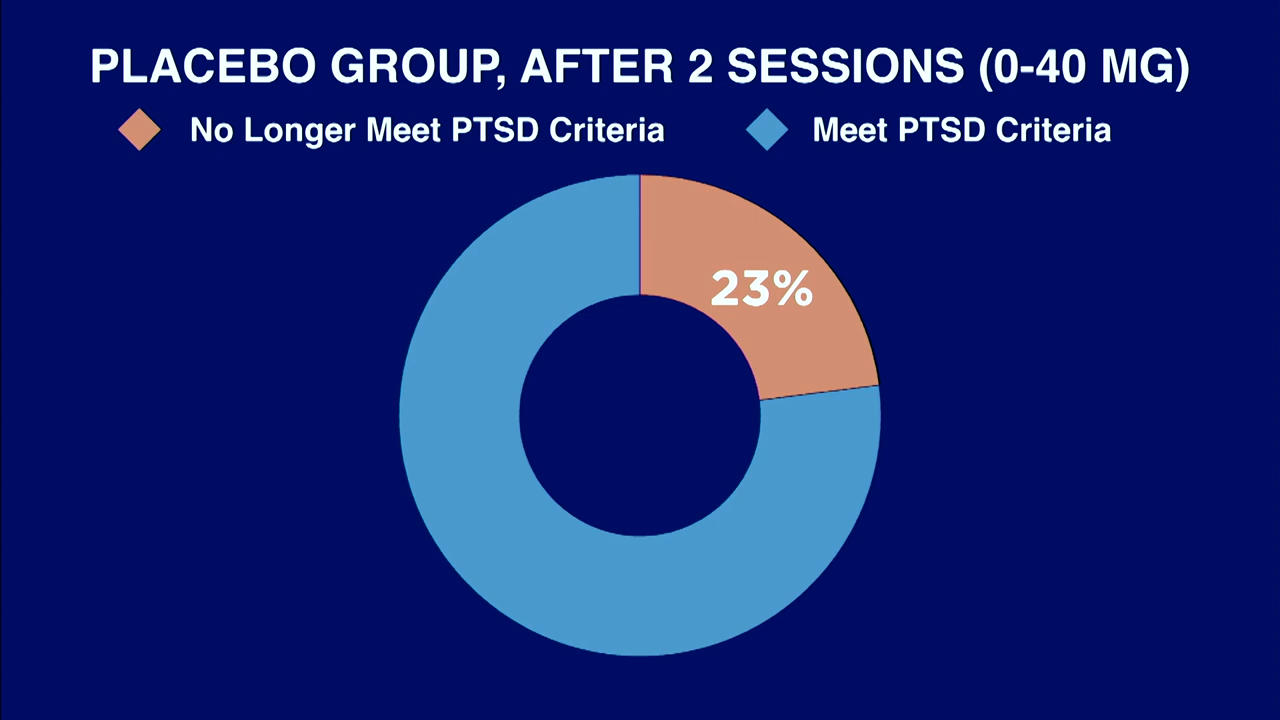 PLACEBO GROUP, AFTER 2 SESSIONS (0-40 MG)
No Longer Meet PTSD Criteria
Meet PTSD Criteria
23%